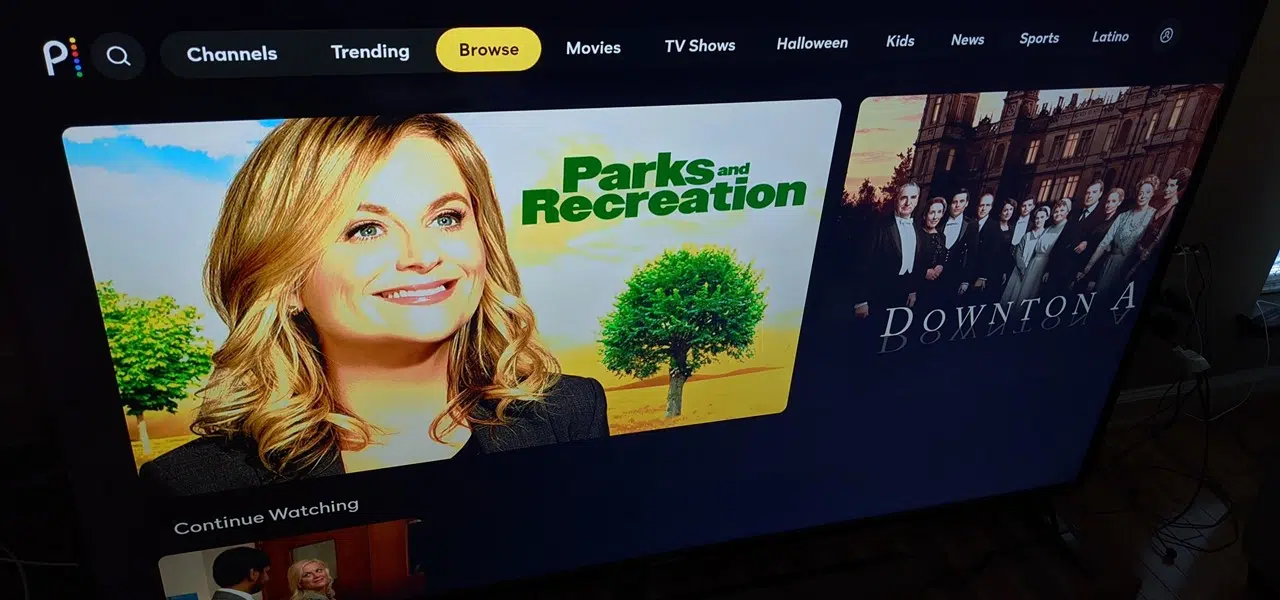 P
Channels Trending Browse Movies TV Shows Halloween Kids News Sports Latino
Parks and
Recreation
DOWNTON A
Continue Watching